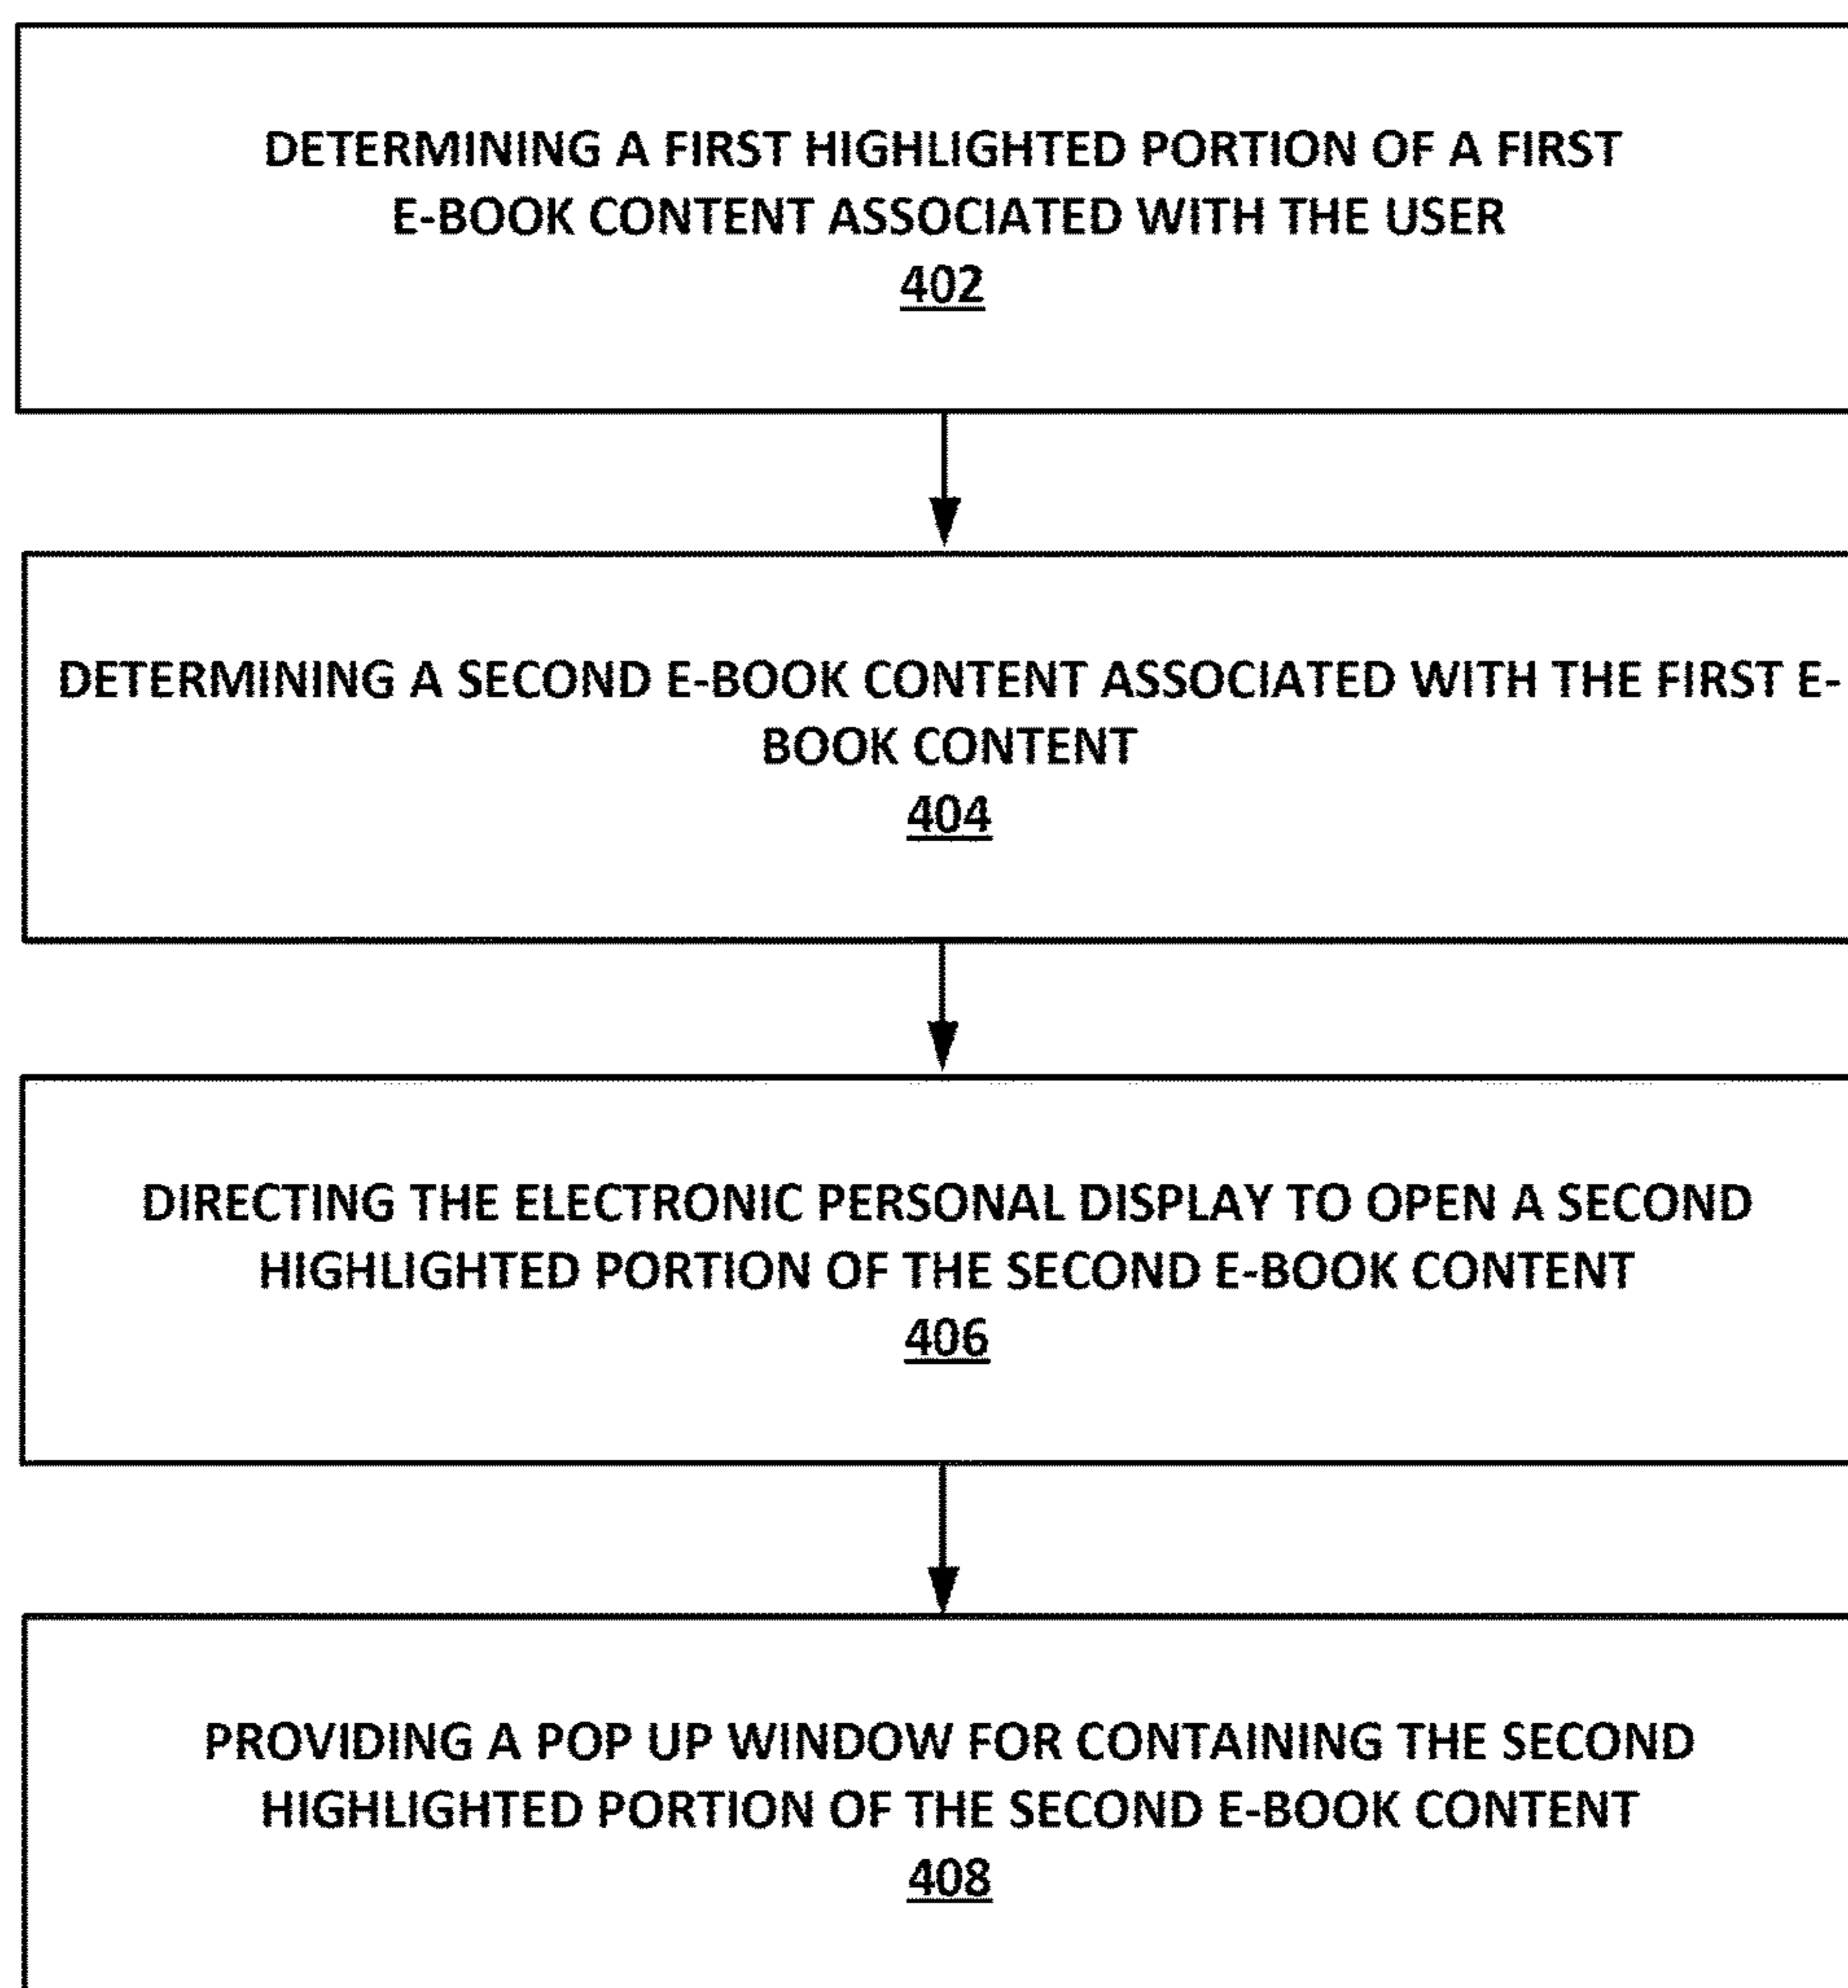 DETERMINING A FIRST HIGHLIGHTED PORTION OF A FIRST
E-BOOK CONTENT ASSOCIATED WITH THE USER
402
DETERMINING A SECOND E-BOOK CONTENT ASSOCIATED WITH THE FIRST E-
BOOK CONTENT
404
DIRECTING THE ELECTRONIC PERSONAL DISPLAY TO OPEN A SECOND
HIGHLIGHTED PORTION OF THE SECOND E-BOOK CONTENT
406
PROVIDING A POP UP WINDOW FOR CONTAINING THE SECOND
HIGHLIGHTED PORTION OF THE SECOND E-BOOK CONTENT
408